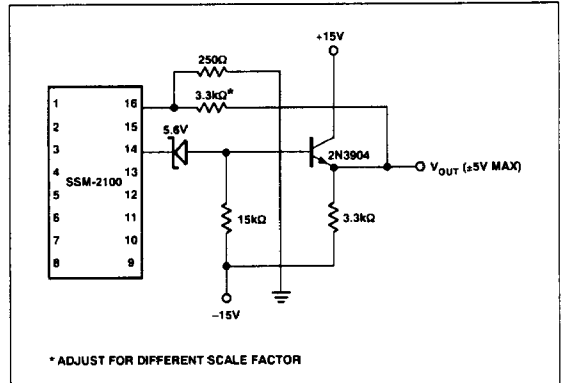 +15V
250Ω
3.3kΩ*
1 16
2 15
5.6V
3 14
2N3904
4 13
VOUT (±5V MAX)
SSM-2100
5 12
6 11
15kΩ
3.3kΩ
7 10
8 9
−15V
* ADJUST FOR DIFFERENT SCALE FACTOR